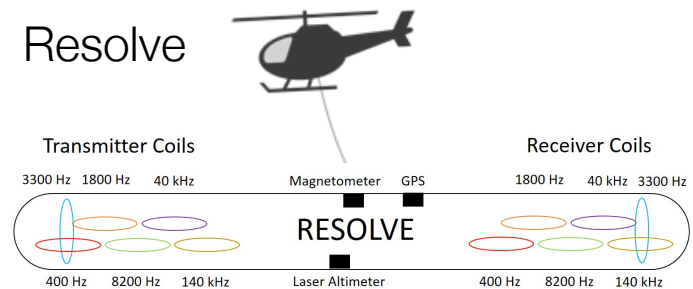 Resolve
Transmitter Coils
Receiver Coils
3300 Hz 1800 Hz 40 kHz Magnetometer GPS 1800 Hz 40 kHz 3300 Hz
RESOLVE
400 Hz 8200 Hz 140 kHz Laser Altimeter 400 Hz 8200 Hz 140 kHz